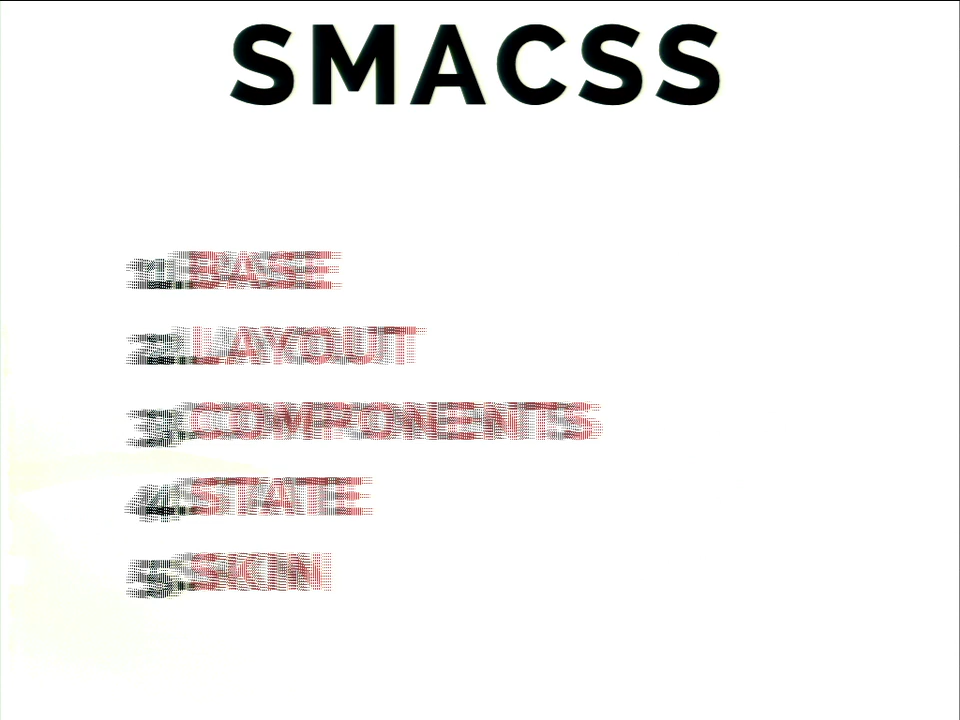 SMACSS
1. BASE
2. LAYOUT
3. COMPONENTS
4. STATE
5. SKIN